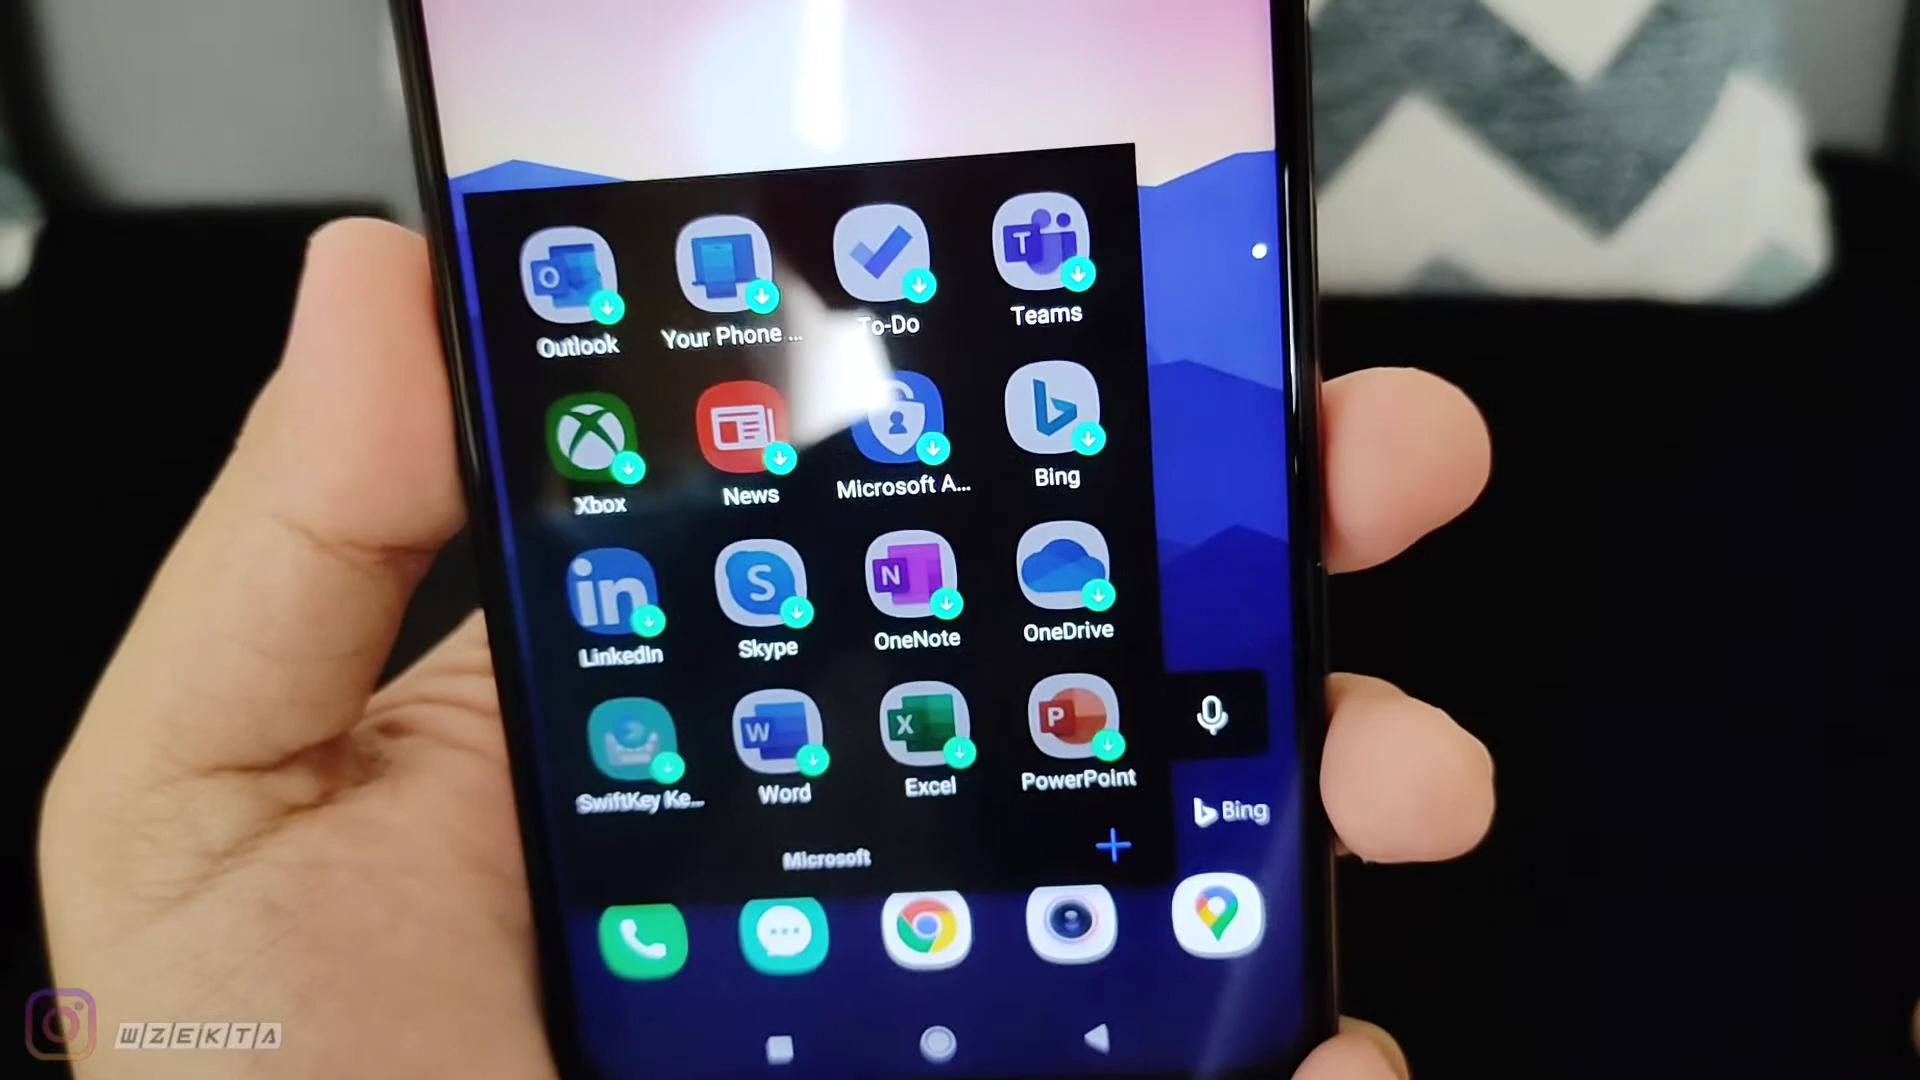 Outlook
Your Phone ...
To-Do
Teams
Xbox
News
Microsoft A...
Bing
LinkedIn
Skype
OneNote
OneDrive
SwiftKey Ke...
Word
Excel
PowerPoint
Microsoft
Bing
WZEKTA